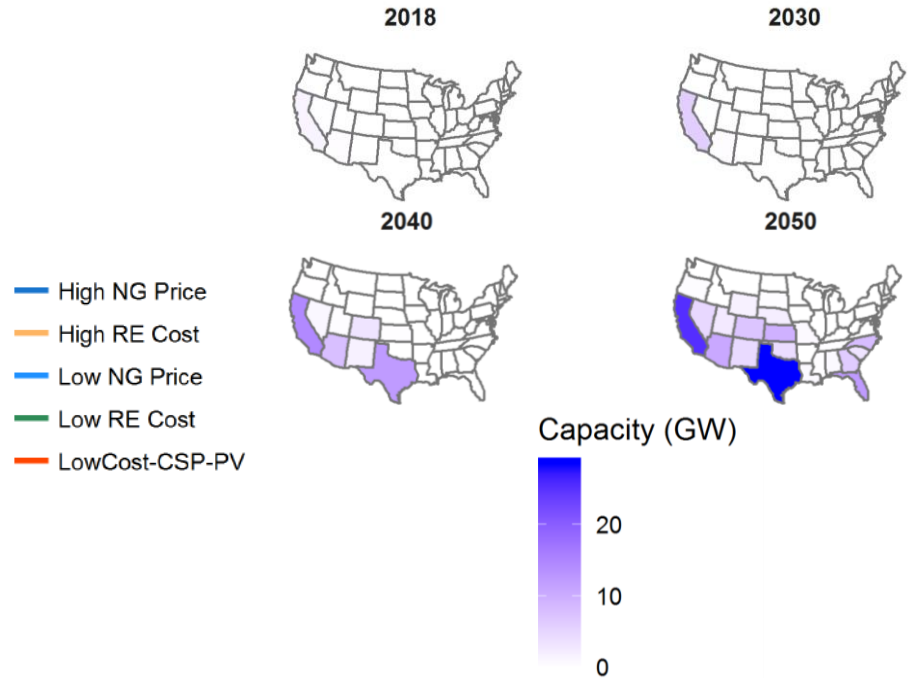 2018
2030
2040
2050
High NG Price
High RE Cost
Low NG Price
Low RE Cost
LowCost-CSP-PV
Capacity (GW)
20
10
0